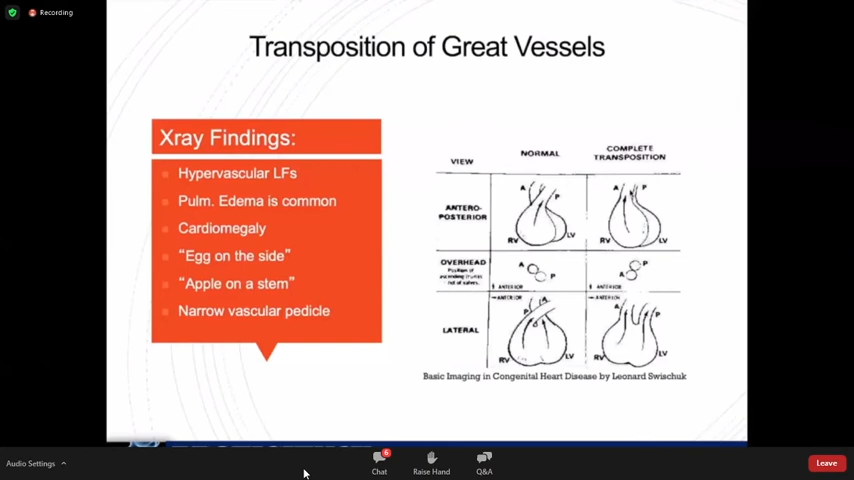 Recording
Transposition of Great Vessels
Xray Findings:
Hypervascular LFs
Pulm. Edema is common
Cardiomegaly
“Egg on the side”
“Apple on a stem”
Narrow vascular pedicle
VIEW
NORMAL
COMPLETE
TRANSPOSITION
ANTERO-
POSTERIOR
A
P
RV
LV
A
P
RV
LV
OVERHEAD
Position of
ascending
A
P
ANTERIOR
A
P
ANTERIOR
LATERAL
ANTERIOR
P
A
RV
LV
ANTERIOR
A
P
RV
LV
Basic Imaging in Congenital Heart Disease by Leonard Swischuk
Audio Settings
6
Chat
Raise Hand
Q&A
Leave